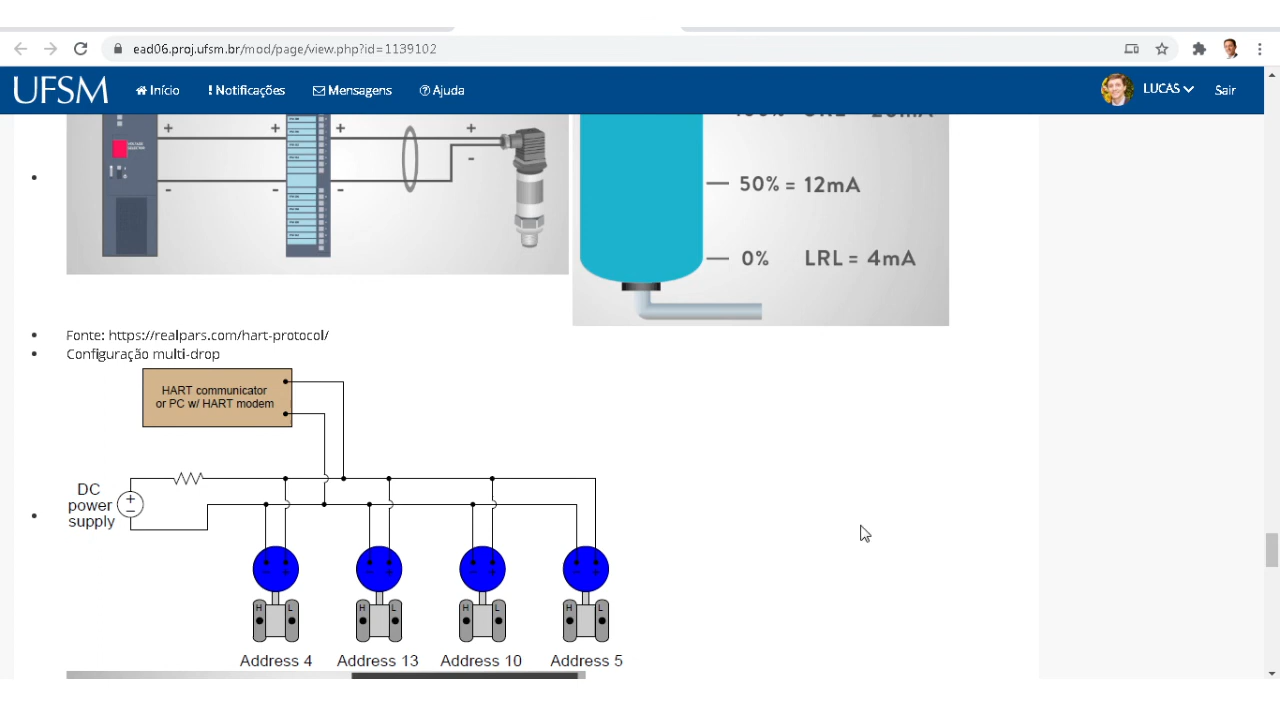 ead06.proj.ufsm.br/mod/page/view.php?id=1139102
UFSM Início Notificações Mensagens Ajuda LUCAS Sair
+ + + +
- - - -
50% = 12mA
0% LRL = 4mA
Fonte: https://realpars.com/hart-protocol/
Configuração multi-drop
HART communicator
or PC w/ HART modem
DC
power
supply
+
-
H L H L H L H L
Address 4 Address 13 Address 10 Address 5